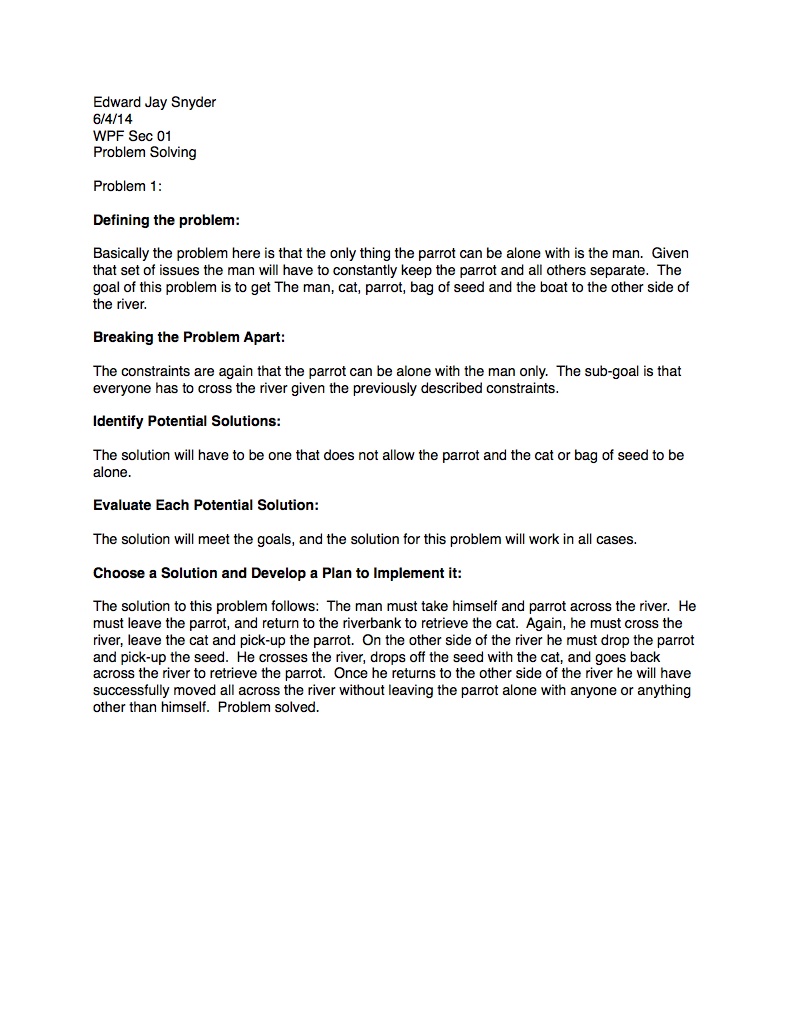 Edward Jay Snyder
6/4/14
WPF Sec 01
Problem Solving
Problem 1:
Defining the problem:
Basically the problem here is that the only thing the parrot can be alone with is the man.  Given
that set of issues the man will have to constantly keep the parrot and all others separate.  The
goal of this problem is to get The man, cat, parrot, bag of seed and the boat to the other side of
the river.
Breaking the Problem Apart:
The constraints are again that the parrot can be alone with the man only.  The sub-goal is that
everyone has to cross the river given the previously described constraints.
Identify Potential Solutions:
The solution will have to be one that does not allow the parrot and the cat or bag of seed to be
alone.
Evaluate Each Potential Solution:
The solution will meet the goals, and the solution for this problem will work in all cases.
Choose a Solution and Develop a Plan to Implement it:
The solution to this problem follows:  The man must take himself and parrot across the river.  He
must leave the parrot, and return to the riverbank to retrieve the cat.  Again, he must cross the
river, leave the cat and pick-up the parrot.  On the other side of the river he must drop the parrot
and pick-up the seed.  He crosses the river, drops off the seed with the cat, and goes back
across the river to retrieve the parrot.  Once he returns to the other side of the river he will have
successfully moved all across the river without leaving the parrot alone with anyone or anything
other than himself.  Problem solved.